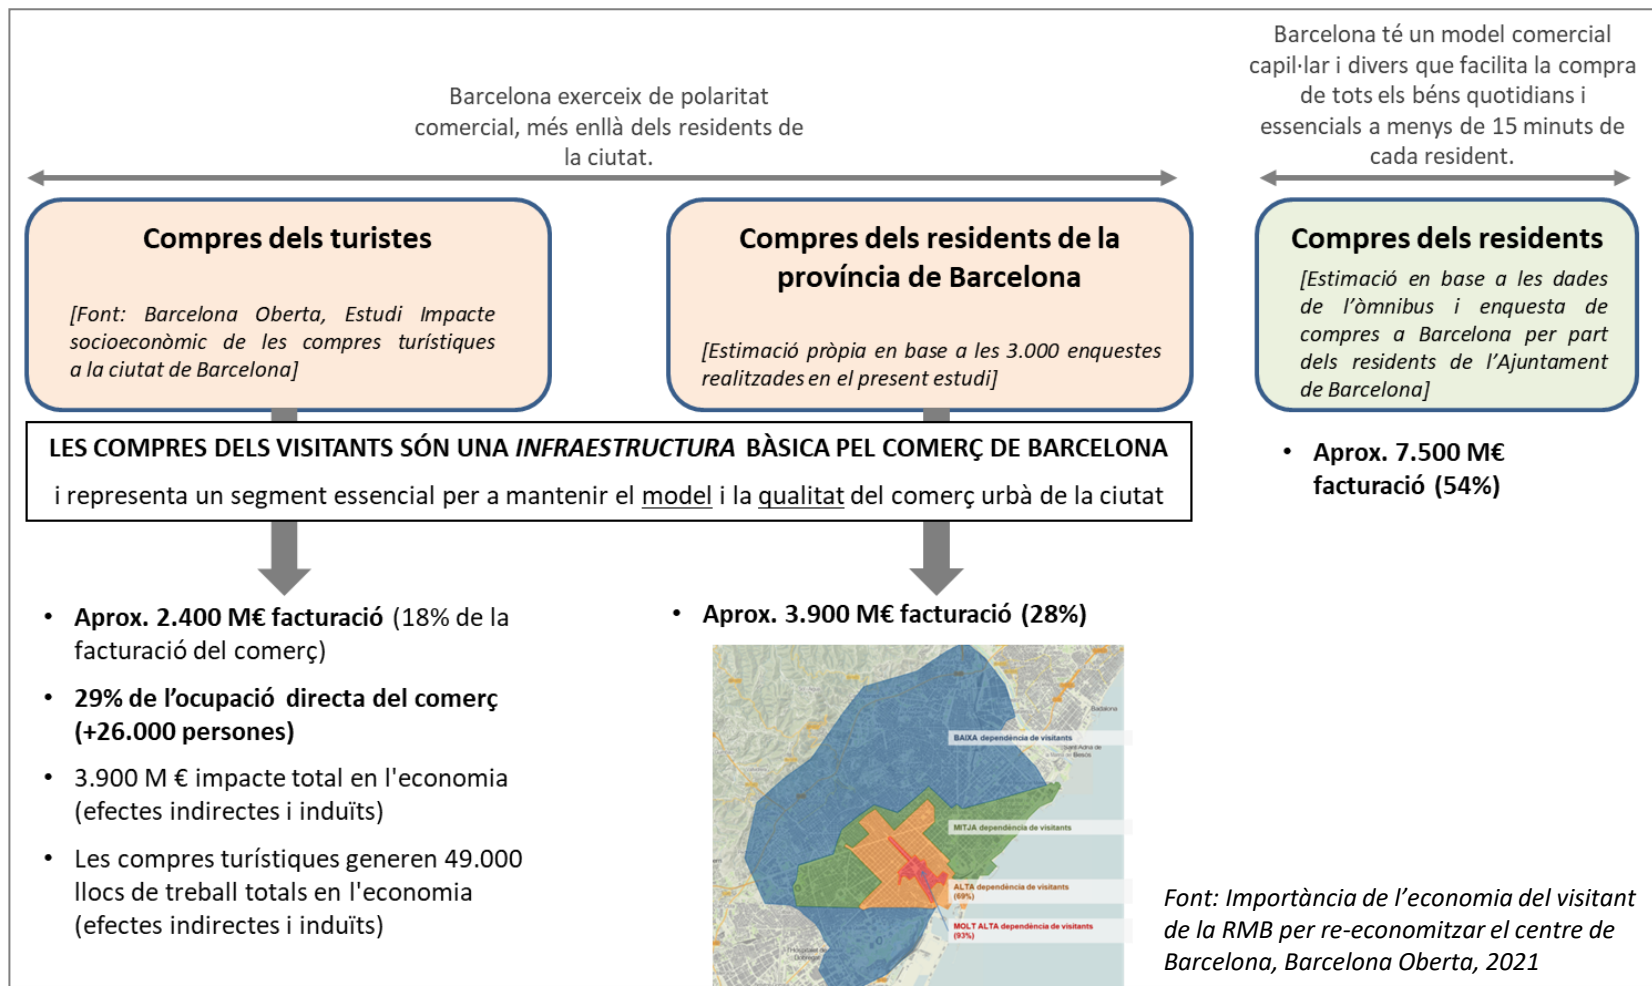 Barcelona exerceix de polaritat
comercial, més enllà dels residents de
la ciutat.
Barcelona té un model comercial
capil·lar i divers que facilita la compra
de tots els béns quotidians i
essencials a menys de 15 minuts de
cada resident.
Compres dels turistes
[Font: Barcelona Oberta, Estudi Impacte
socioeconòmic de les compres turístiques
a la ciutat de Barcelona]
Compres dels residents de la
província de Barcelona
[Estimació pròpia en base a les 3.000 enquestes
realitzades en el present estudi]
Compres dels residents
[Estimació en base a les dades
de l'òmnibus i enquesta de
compres a Barcelona per part
dels residents de l'Ajuntament
de Barcelona]
LES COMPRES DELS VISITANTS SÓN UNA INFRAESTRUCTURA BÀSICA PEL COMERÇ DE BARCELONA
i representa un segment essencial per a mantenir el model i la qualitat del comerç urbà de la ciutat
• Aprox. 7.500 M€
facturació (54%)
• Aprox. 2.400 M€ facturació (18% de la
facturació del comerç)
• 29% de l'ocupació directa del comerç
(+26.000 persones)
• 3.900 M € impacte total en l'economia
(efectes indirectes i induïts)
• Les compres turístiques generen 49.000
llocs de treball totals en l'economia
(efectes indirectes i induïts)
• Aprox. 3.900 M€ facturació (28%)
Badalona
BAIXA dependència de visitants
Sant Adrià de
Besòs
MITJA dependència de visitants
ALTA dependència de visitants
(69%)
MOLT ALTA dependència de visitants
(93%)
L'Hospitalet de
Llobregat
Font: Importància de l'economia del visitant
de la RMB per re-economitzar el centre de
Barcelona, Barcelona Oberta, 2021